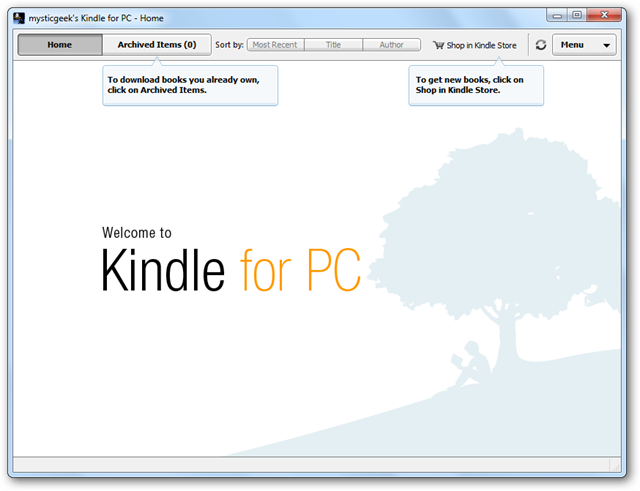 mysticgeek's Kindle for PC - Home
Home Archived Items (0) Sort by: Most Recent Title Author Shop in Kindle Store Menu
To download books you already own,
click on Archived Items.
To get new books, click on
Shop in Kindle Store.
Welcome to
Kindle for PC